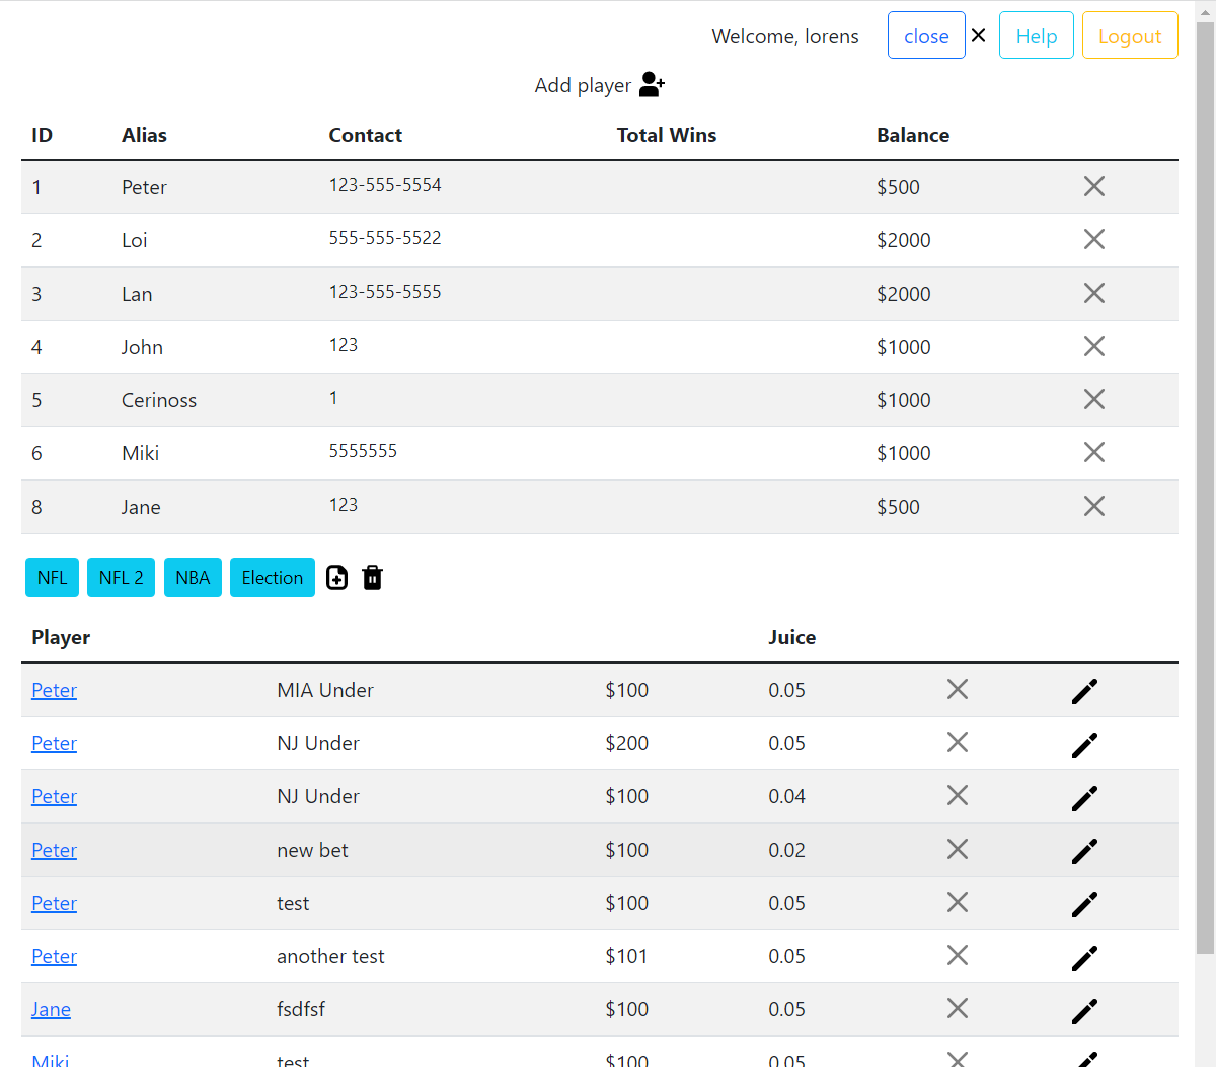 Welcome, lorens close Help Logout
Add player
ID Alias Contact Total Wins Balance
1 Peter 123-555-5554 $500
2 Loi 555-555-5522 $2000
3 Lan 123-555-5555 $2000
4 John 123 $1000
5 Cerinoss 1 $1000
6 Miki 5555555 $1000
8 Jane 123 $500
NFL NFL 2 NBA Election
Player Juice
Peter MIA Under $100 0.05
Peter NJ Under $200 0.05
Peter NJ Under $100 0.04
Peter new bet $100 0.02
Peter test $100 0.05
Peter another test $101 0.05
Jane fsdfsf $100 0.05
Miki test $100 0.05